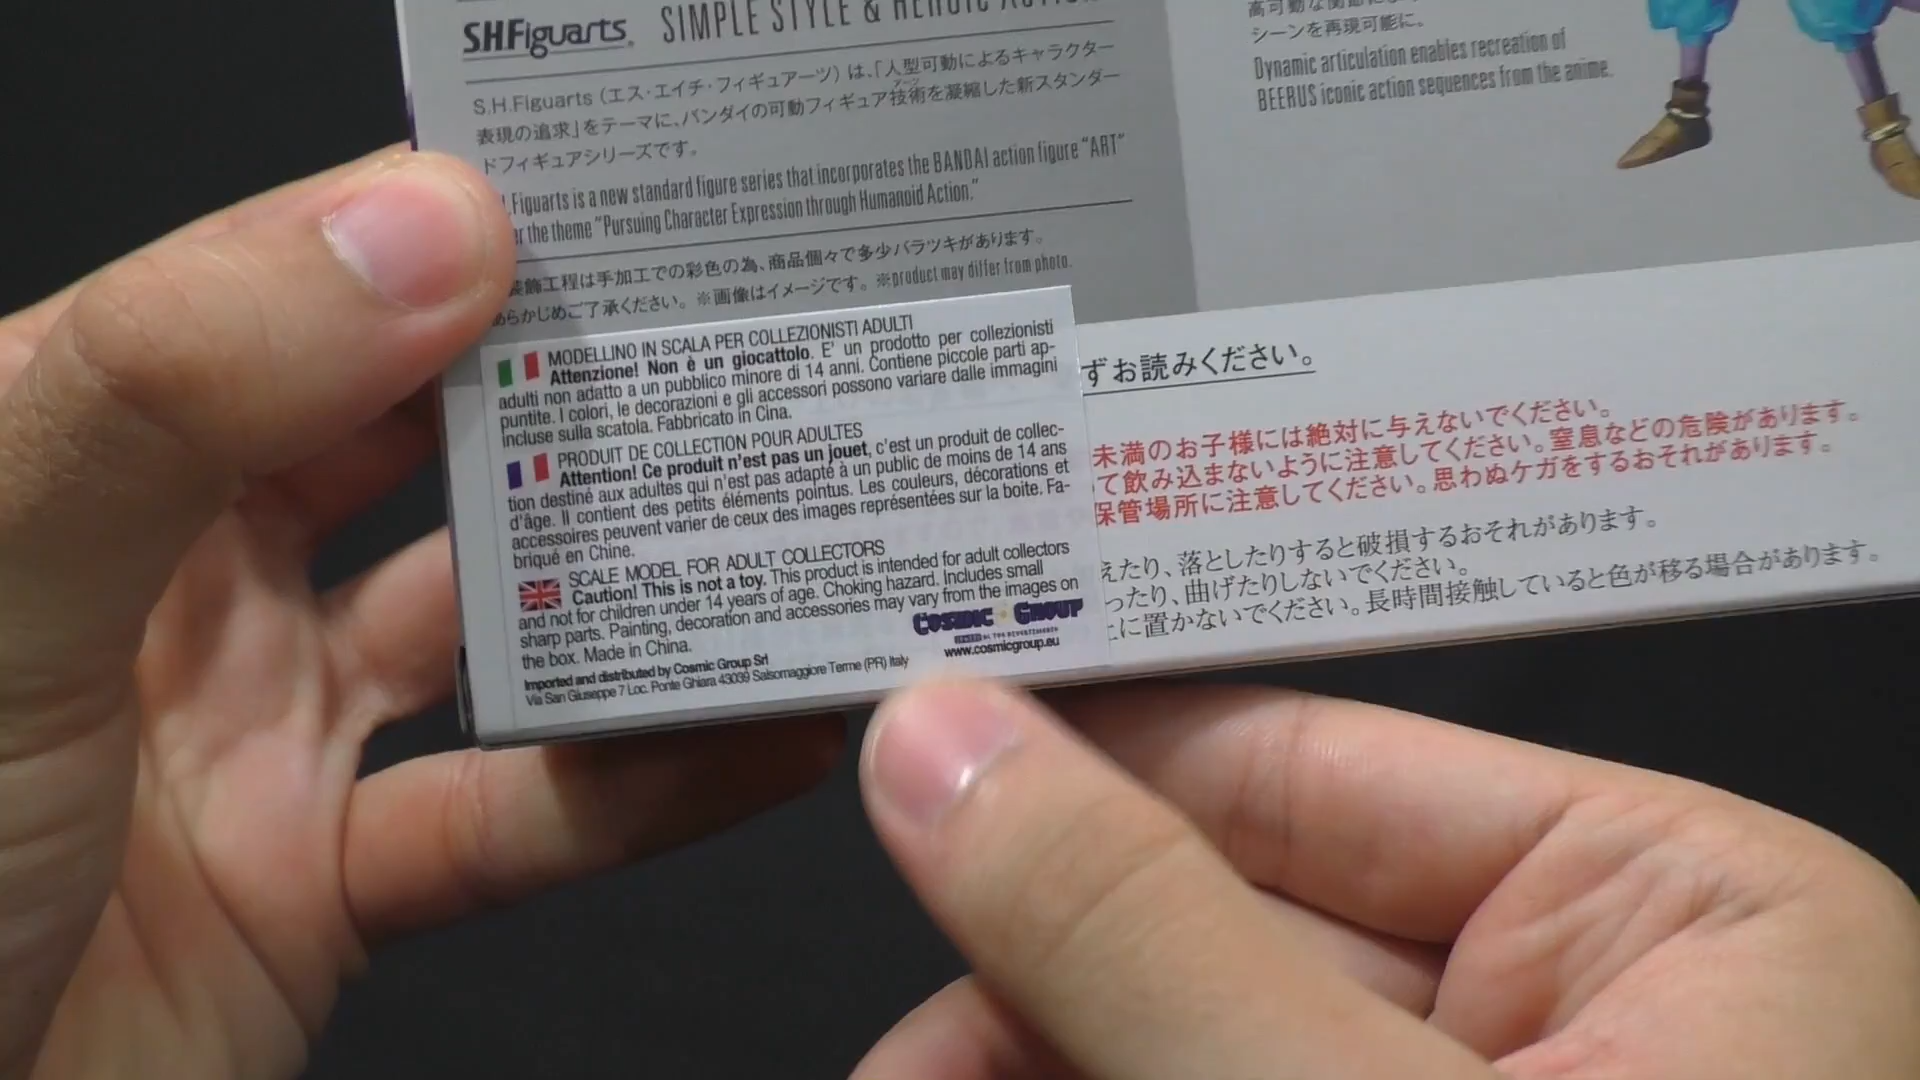 S.H.Figuarts SIMPLE STYLE & HEROIC ACTION
S.H.Figuarts（エス・エイチ・フィギュアーツ）は、「人型可動によるキャラクター
表現の追求」をテーマに、バンダイの可動フィギュア技術を凝縮した新スタンダー
ドフィギュアシリーズです。
Figuarts is a new standard figure series that incorporates the BANDAI action figure "ART"
the theme "Pursuing Character Expression through Humanoid Action."
装飾工程は手加工での彩色の為、商品個々で多少バラツキがあります。
あらかじめご了承ください。※画像はイメージです。※product may differ from photo.
高可動な関節に
シーンを再現可能に。
Dynamic articulation enables recreation of
BEERUS iconic action sequences from the anime.
MODELLINO IN SCALA PER COLLEZIONISTI ADULTI
Attenzione! Non è un giocattolo. E' un prodotto per collezionisti
adulti non adatto a un pubblico minore di 14 anni. Contiene piccole parti ap-
puntite. I colori, le decorazioni e gli accessori possono variare dalle immagini
incluse sulla scatola. Fabbricato in Cina.
PRODUIT DE COLLECTION POUR ADULTES
Attention! Ce produit n'est pas un jouet, c'est un produit de collec-
tion destiné aux adultes qui n'est pas adapté à un public de moins de 14 ans
d'âge. Il contient des petits éléments pointus. Les couleurs, décorations et
accessoires peuvent varier de ceux des images représentées sur la boite. Fa-
briqué en Chine.
SCALE MODEL FOR ADULT COLLECTORS
Caution! This is not a toy. This product is intended for adult collectors
and not for children under 14 years of age. Choking hazard. Includes small
sharp parts. Painting, decoration and accessories may vary from the images on
the box. Made in China.
Imported and distributed by Cosmic Group Srl
Via San Giuseppe 7 Loc. Ponte Ghiara 43039 Salsomaggiore Terme (PR) Italy
COSMIC GROUP
www.cosmicgroup.eu
ずお読みください。
未満のお子様には絶対に与えないでください。
て飲み込まないように注意してください。窒息などの危険があります。
保管場所に注意してください。思わぬケガをするおそれがあります。
えたり、落としたりすると破損するおそれがあります。
ったり、曲げたりしないでください。
に置かないでください。長時間接触していると色が移る場合があります。